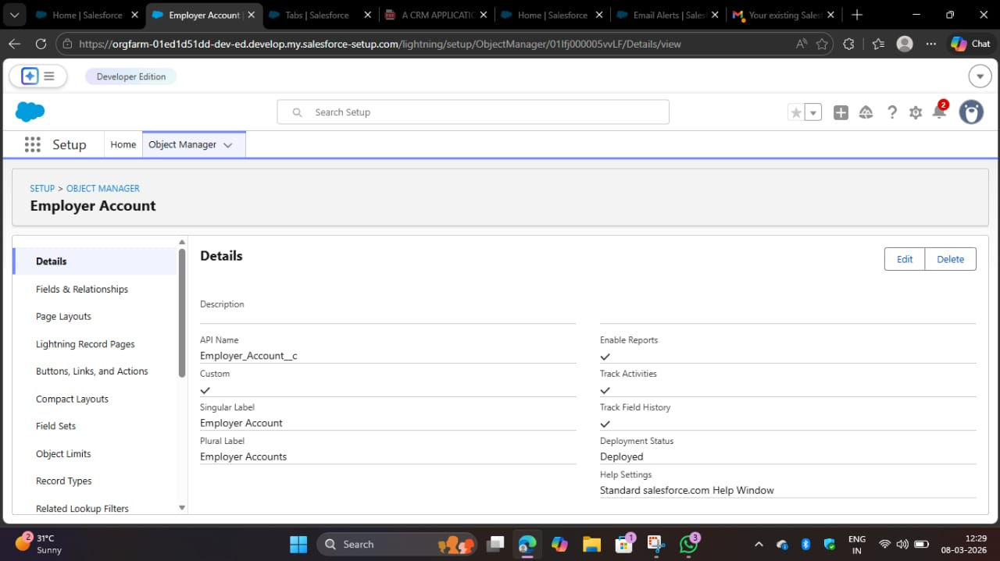 Home | Salesforce
Employer Account |
Tabs | Salesforce
A CRM APPLICATIO
Home | Salesforce
Email Alerts | Sales
Your existing Sales
https://orgfarm-01ed1d51dd-dev-ed.develop.my.salesforce-setup.com/lightning/setup/ObjectManager/01Ifj000005vvLF/Details/view
Chat
Developer Edition
Search Setup
2
Setup
Home
Object Manager
SETUP > OBJECT MANAGER
Employer Account
Details
Fields & Relationships
Page Layouts
Lightning Record Pages
Buttons, Links, and Actions
Compact Layouts
Field Sets
Object Limits
Record Types
Related Lookup Filters
Details
Edit
Delete
Description
API Name
Employer_Account__c
Custom
Singular Label
Employer Account
Plural Label
Employer Accounts
Enable Reports
Track Activities
Track Field History
Deployment Status
Deployed
Help Settings
Standard salesforce.com Help Window
2
31°C
Sunny
Search
1
3
ENG
IN
12:29
08-03-2026